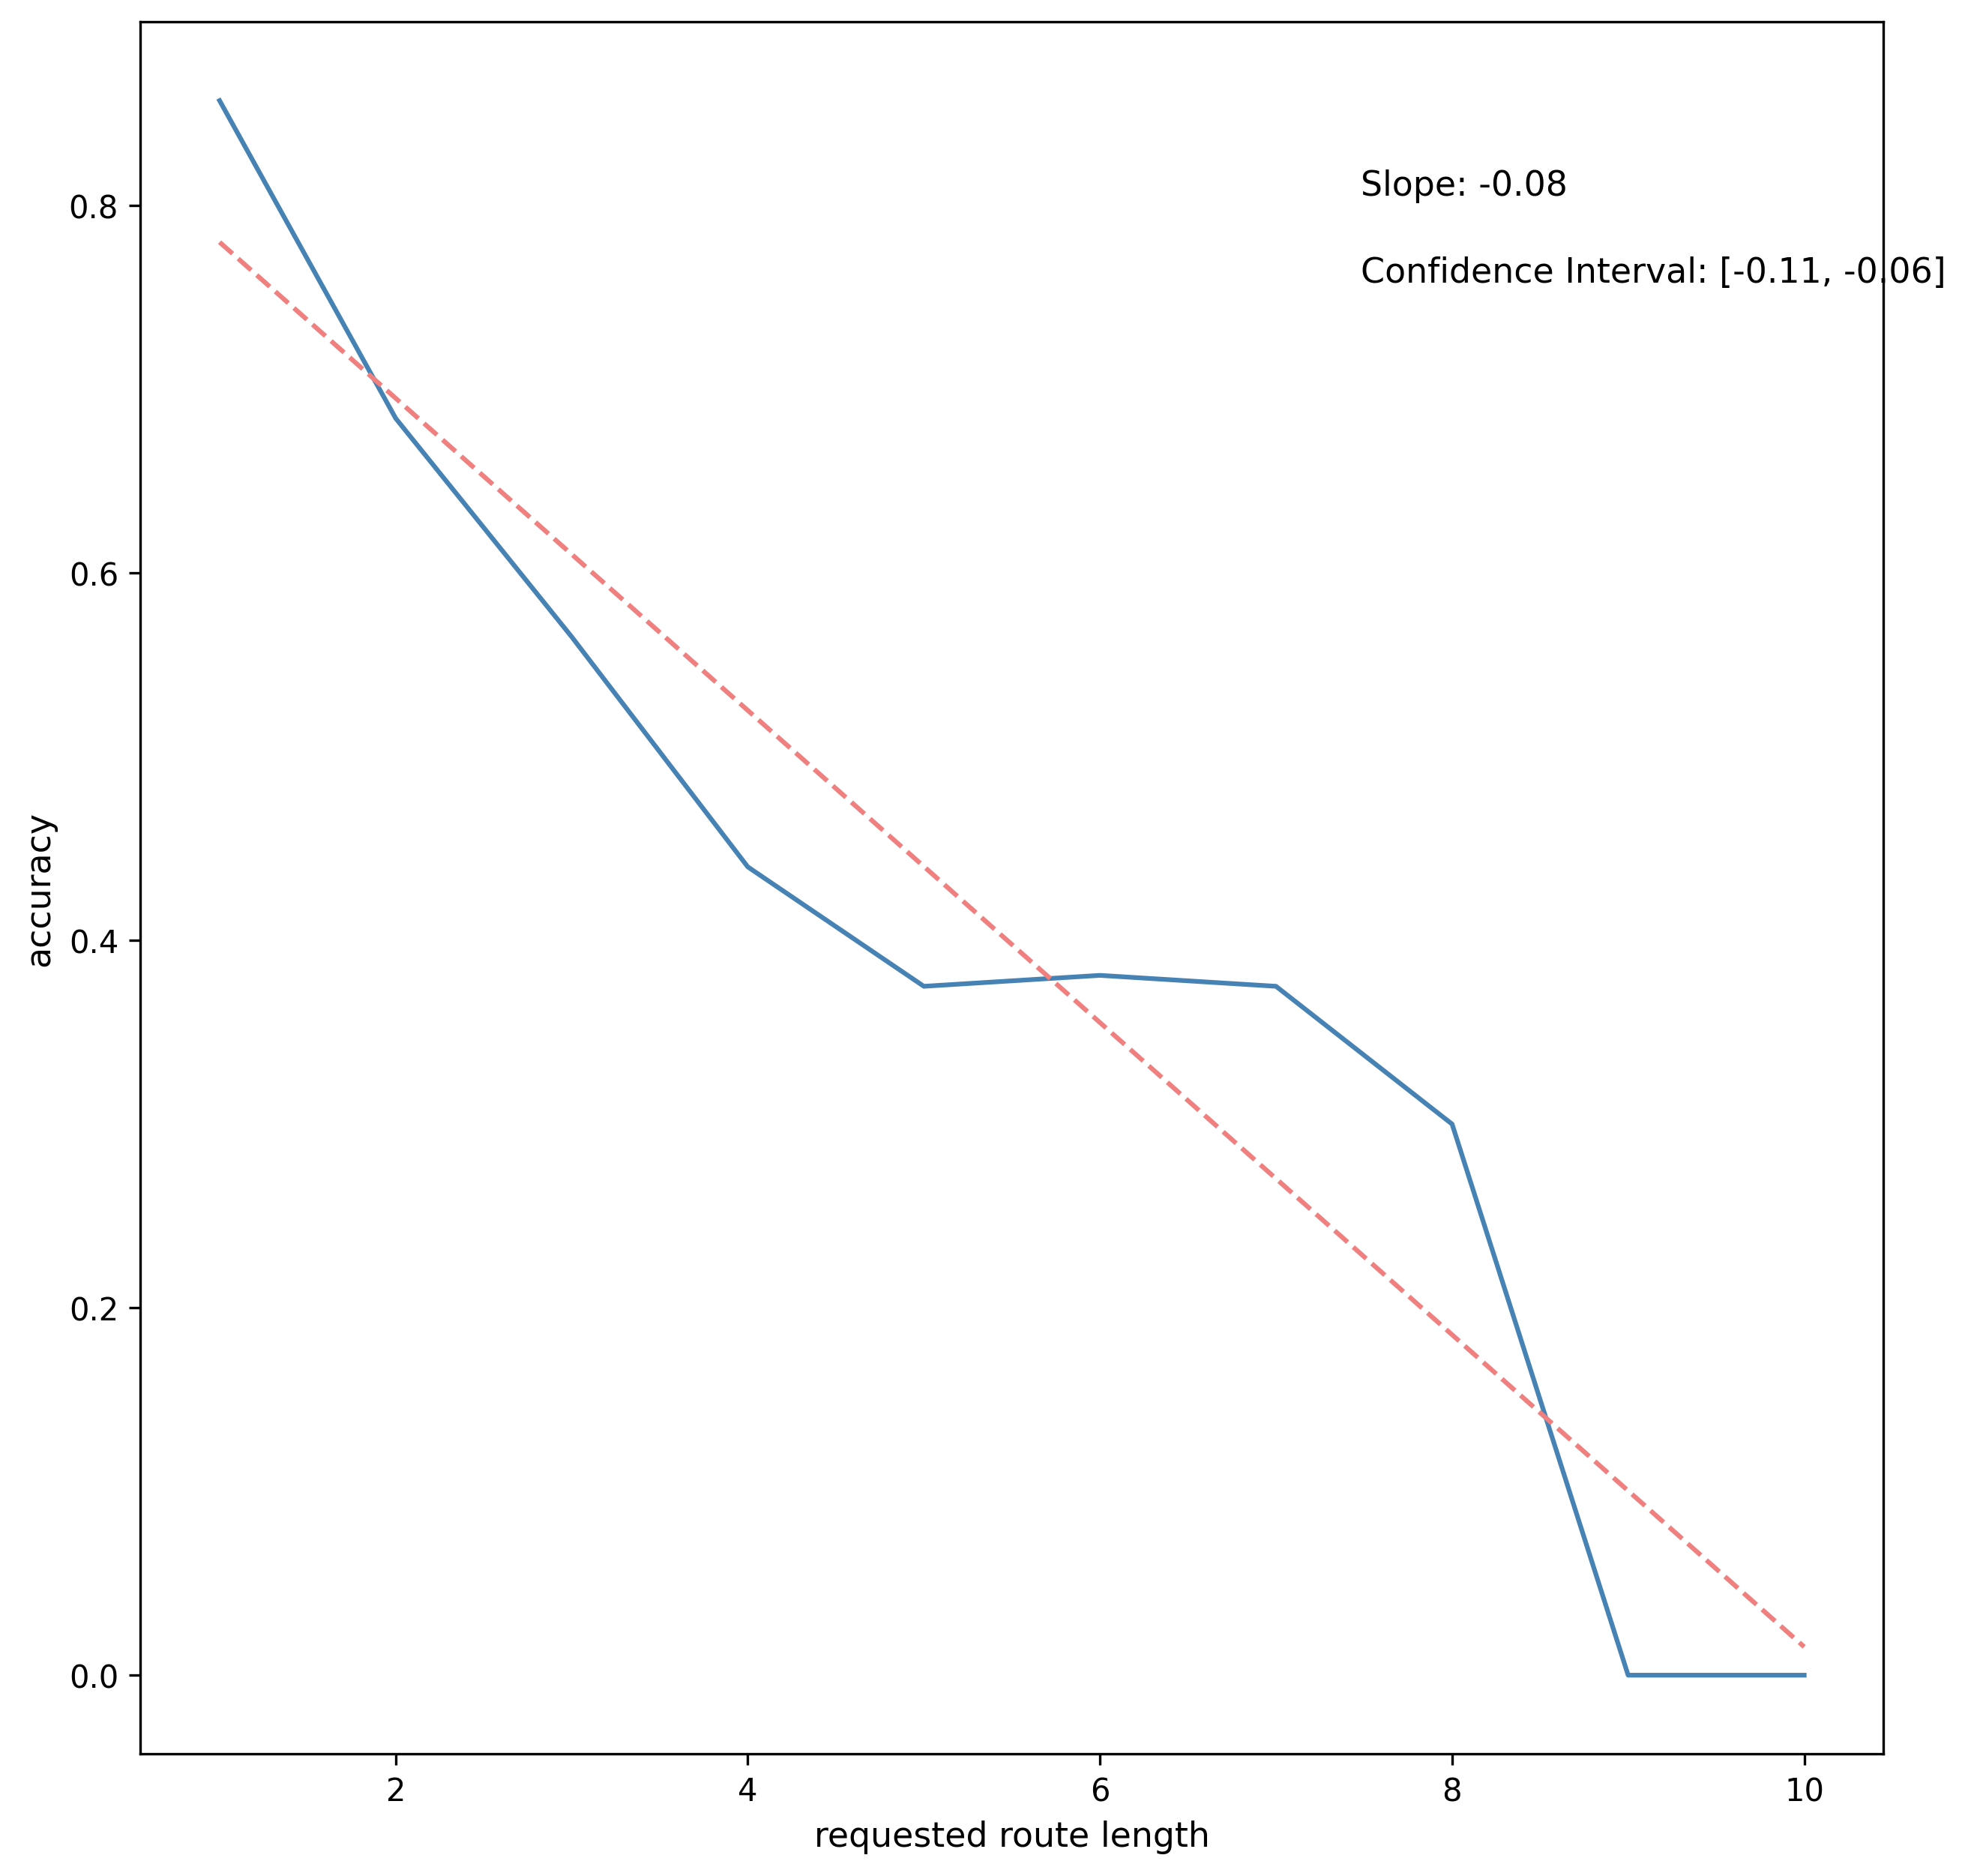 Slope: -0.08
Confidence Interval: [-0.11, -0.06]
accuracy
0.8
0.6
0.4
0.2
0.0
2 4 6 8 10
requested route length